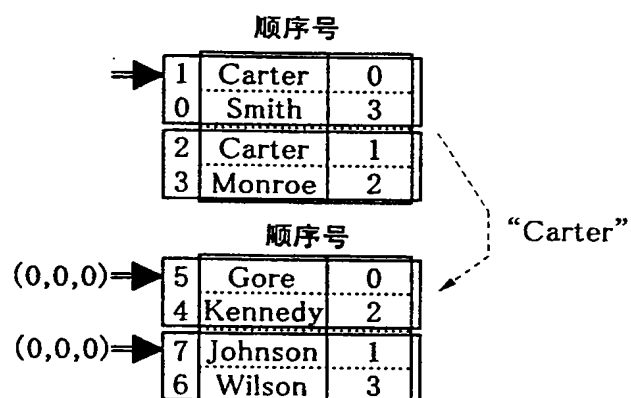 顺序号
1 Carter 0
0 Smith 3
2 Carter 1
3 Monroe 2
“Carter”
顺序号
(0,0,0) 5 Gore 0
4 Kennedy 2
(0,0,0) 7 Johnson 1
6 Wilson 3